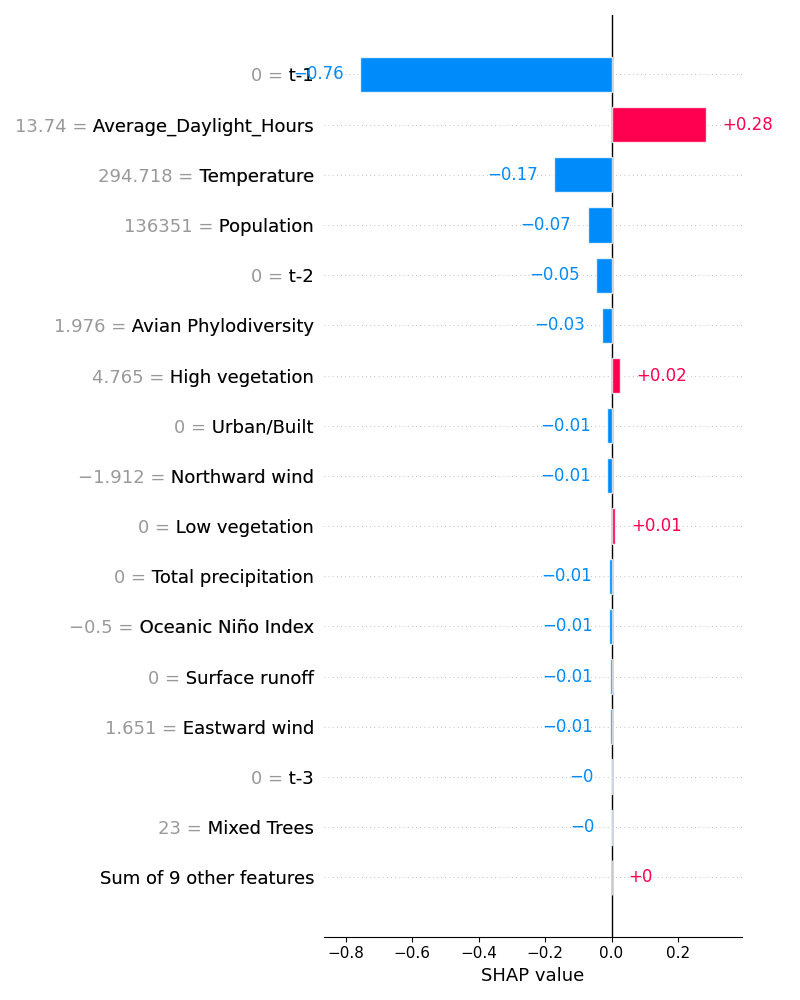 0 = t-1 −0.76
13.74 = Average_Daylight_Hours +0.28
294.718 = Temperature −0.17
136351 = Population −0.07
0 = t-2 −0.05
1.976 = Avian Phylodiversity −0.03
4.765 = High vegetation +0.02
0 = Urban/Built −0.01
−1.912 = Northward wind −0.01
0 = Low vegetation +0.01
0 = Total precipitation −0.01
−0.5 = Oceanic Niño Index −0.01
0 = Surface runoff −0.01
1.651 = Eastward wind −0.01
0 = t-3 −0
23 = Mixed Trees −0
Sum of 9 other features +0
−0.8 −0.6 −0.4 −0.2 0.0 0.2
SHAP value